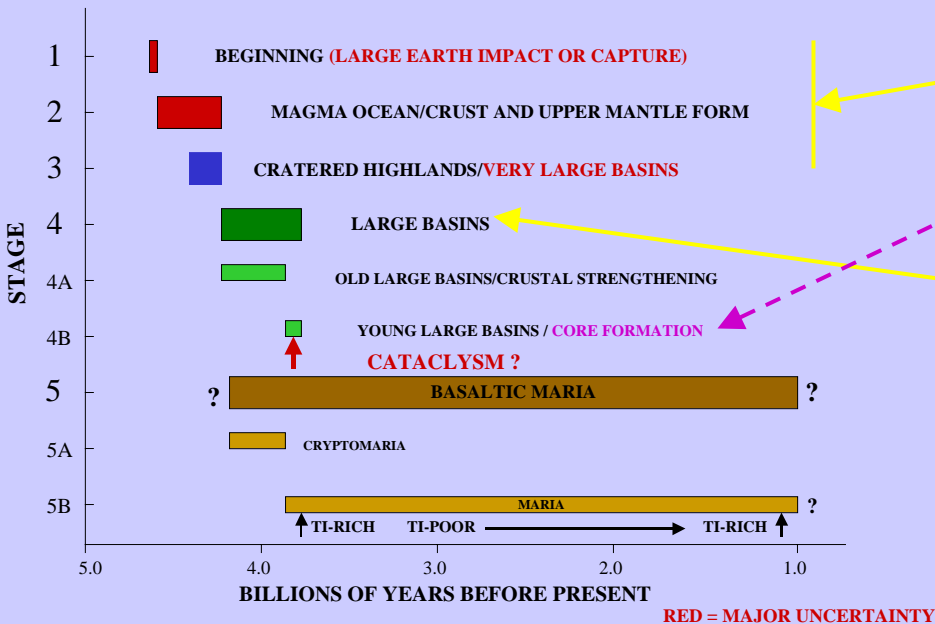 1 BEGINNING (LARGE EARTH IMPACT OR CAPTURE)
2 MAGMA OCEAN/CRUST AND UPPER MANTLE FORM
3 CRATERED HIGHLANDS/VERY LARGE BASINS
4 LARGE BASINS
STAGE
4A OLD LARGE BASINS/CRUSTAL STRENGTHENING
4B YOUNG LARGE BASINS / CORE FORMATION
CATACLYSM ?
5 ? BASALTIC MARIA ?
5A CRYPTOMARIA
5B MARIA ?
TI-RICH TI-POOR TI-RICH
5.0 4.0 3.0 2.0 1.0
BILLIONS OF YEARS BEFORE PRESENT
RED = MAJOR UNCERTAINTY